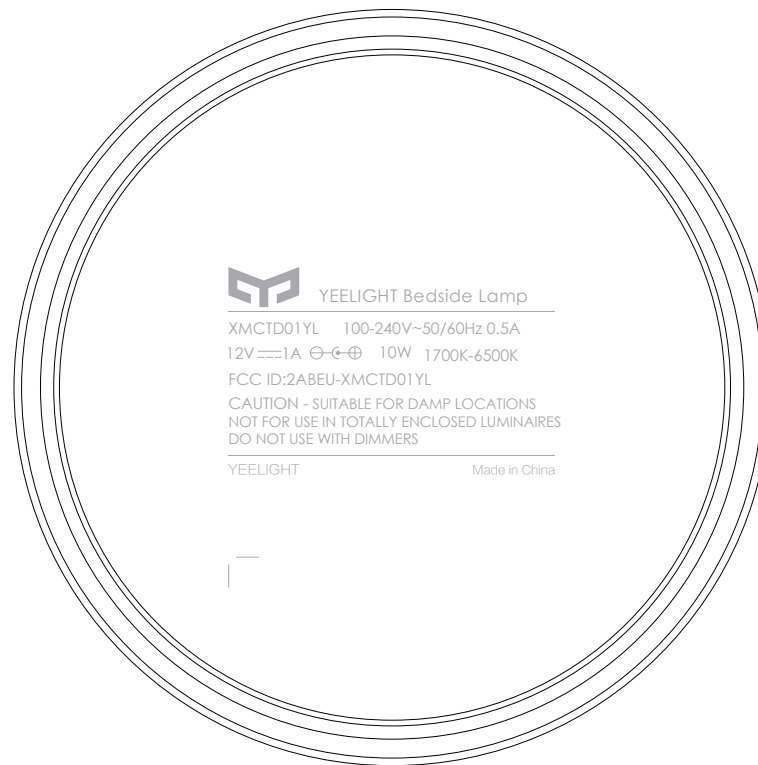 YEELIGHT Bedside Lamp
XMCTD01YL 100-240V~50/60Hz 0.5A
12V⎓1A ⊖-Ͼ-⊕ 10W 1700K-6500K
FCC ID:2ABEU-XMCTD01YL
CAUTION - SUITABLE FOR DAMP LOCATIONS
NOT FOR USE IN TOTALLY ENCLOSED LUMINAIRES
DO NOT USE WITH DIMMERS
YEELIGHT Made in China